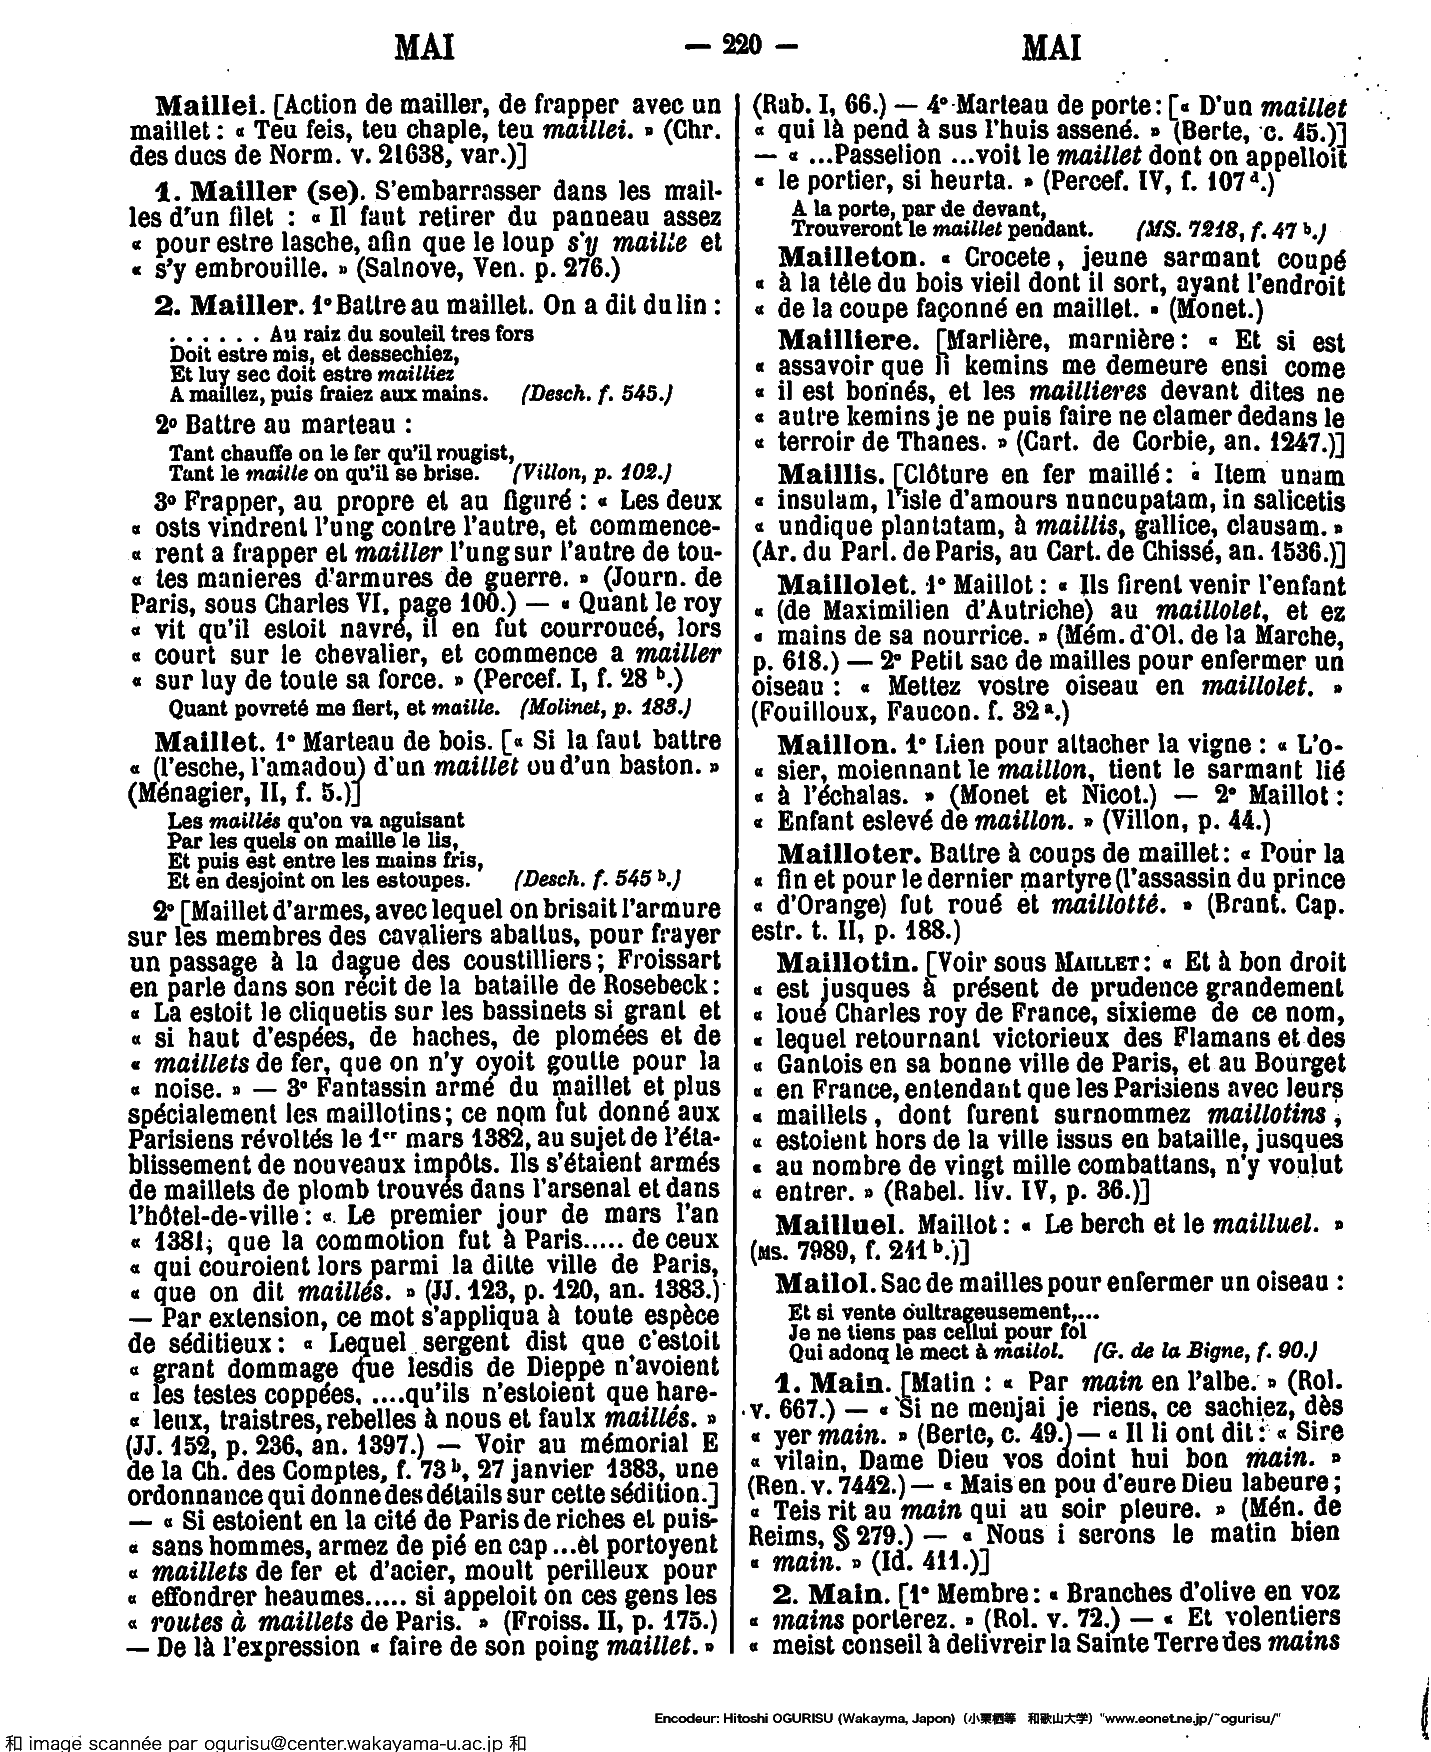 MAI — 220 — MAI
Maillei. [Action de mailler, de frapper avec un
maillet : « Teu feis, teu chaple, teu maillei. » (Chr.
des ducs de Norm. v. 21638, var.)]
1. Mailler (se). S'embarrasser dans les mail-
les d'un filet : « Il faut retirer du panneau assez
« pour estre lasche, afin que le loup s'y maille et
« s'y embrouille. » (Salnove, Ven. p. 276.)
2. Mailler. 1° Battre au maillet. On a dit du lin :
. . . . . . Au raiz du souleil tres fors
Doit estre mis, et dessechiez,
Et luy sec doit estre mailliez
A maillez, puis fraiez aux mains. (Desch. f. 545.)
2° Battre au marteau :
Tant chauffe on le fer qu'il rougist,
Tant le maille on qu'il se brise. (Villon, p. 102.)
3° Frapper, au propre et au figuré : « Les deux
« osts vindrent l'ung contre l'autre, et commence-
« rent a frapper et mailler l'ung sur l'autre de tou-
« tes manieres d'armures de guerre. » (Journ. de
Paris, sous Charles VI, page 100.) — « Quant le roy
« vit qu'il estoit navré, il en fut courroucé, lors
« court sur le chevalier, et commence a mailler
« sur luy de toute sa force. » (Percef. I, f. 28 b.)
Quant povreté me fiert, et maille. (Molinet, p. 183.)
Maillet. 1° Marteau de bois. [« Si la faut battre
« (l'esche, l'amadou) d'un maillet ou d'un baston. »
(Ménagier, II, f. 5.)]
Les maillés qu'on va aguisant
Par les quels on maille le lis,
Et puis est entre les mains fris,
Et en desjoint on les estoupes. (Desch. f. 545 b.)
2° [Maillet d'armes, avec lequel on brisait l'armure
sur les membres des cavaliers abattus, pour frayer
un passage à la dague des coustilliers ; Froissart
en parle dans son récit de la bataille de Rosebeck :
« La estoit le cliquetis sur les bassinets si grant et
« si haut d'espées, de haches, de plomées et de
« maillets de fer, que on n'y oyoit goutte pour la
« noise. » — 3° Fantassin armé du maillet et plus
spécialement les maillotins ; ce nom fut donné aux
Parisiens révoltés le 1er mars 1382, au sujet de l'éta-
blissement de nouveaux impôts. Ils s'étaient armés
de maillets de plomb trouvés dans l'arsenal et dans
l'hôtel-de-ville : « Le premier jour de mars l'an
« 1381, que la commotion fut à Paris..... de ceux
« qui couroient lors parmi la ditte ville de Paris,
« que on dit maillés. » (JJ. 123, p. 120, an. 1383.)
— Par extension, ce mot s'appliqua à toute espèce
de séditieux : « Lequel sergent dist que c'estoit
« grant dommage que lesdis de Dieppe n'avoient
« les testes coppées, ....qu'ils n'estoient que hare-
« leux, traistres, rebelles à nous et faulx maillés. »
(JJ. 152, p. 236, an. 1397.) — Voir au mémorial E
de la Ch. des Comptes, f. 73 b, 27 janvier 1383, une
ordonnance qui donne des détails sur cette sédition.]
— « Si estoient en la cité de Paris de riches et puis-
« sans hommes, armez de pié en cap ...et portoyent
« maillets de fer et d'acier, moult perilleux pour
« effondrer heaumes..... si appeloit on ces gens les
« routes à maillets de Paris. » (Froiss. II, p. 175.)
— De là l'expression « faire de son poing maillet. »
(Rab. I, 66.) — 4° Marteau de porte : [« D'un maillet
« qui là pend à sus l'huis assené. » (Berte, c. 45.)]
— « ...Passelion ...voit le maillet dont on appelloit
« le portier, si heurta. » (Percef. IV, f. 107 d.)
A la porte, par de devant,
Trouveront le maillet pendant. (MS. 7218, f. 47 b.)
Mailleton. « Crocete, jeune sarmant coupé
« à la tête du bois vieil dont il sort, ayant l'endroit
« de la coupe façonné en maillet. » (Monet.)
Mailliere. [Marlière, marnière : « Et si est
« assavoir que li kemins me demeure ensi come
« il est bonnés, et les maillieres devant dites ne
« autre kemins je ne puis faire ne clamer dedans le
« terroir de Thanes. » (Cart. de Corbie, an. 1247.)]
Maillis. [Clôture en fer maillé : « Item unam
« insulam, l'isle d'amours nuncupatam, in salicetis
« undique plantatam, à maillis, gallice, clausam. »
(Ar. du Parl. de Paris, au Cart. de Chissé, an. 1536.)]
Maillolet. 1° Maillot : « Ils firent venir l'enfant
« (de Maximilien d'Autriche) au maillolet, et ez
« mains de sa nourrice. » (Mém. d'Ol. de la Marche,
p. 618.) — 2° Petit sac de mailles pour enfermer un
oiseau : « Mettez vostre oiseau en maillolet. »
(Fouilloux, Faucon. f. 32 a.)
Maillon. 1° Lien pour attacher la vigne : « L'o-
« sier, moiennant le maillon, tient le sarmant lié
« à l'échalas. » (Monet et Nicot.) — 2° Maillot :
« Enfant eslevé de maillon. » (Villon, p. 44.)
Mailloter. Battre à coups de maillet : « Pour la
« fin et pour le dernier martyre (l'assassin du prince
« d'Orange) fut roué et maillotté. » (Brant. Cap.
estr. t. II, p. 188.)
Maillotin. [Voir sous MAILLET : « Et à bon droit
« est jusques à présent de prudence grandement
« loué Charles roy de France, sixieme de ce nom,
« lequel retournant victorieux des Flamans et des
« Gantois en sa bonne ville de Paris, et au Bourget
« en France, entendant que les Parisiens avec leurs
« maillets, dont furent surnommez maillotins,
« estoient hors de la ville issus en bataille, jusques
« au nombre de vingt mille combattans, n'y voulut
« entrer. » (Rabel. liv. IV, p. 36.)]
Mailluel. Maillot : « Le berch et le mailluel. »
(MS. 7989, f. 241 b.)]
Mailol. Sac de mailles pour enfermer un oiseau :
Et si vente oultrageusement,...
Je ne tiens pas cellui pour fol
Qui adonq le mect à mailol. (G. de la Bigne, f. 90.)
1. Main. [Matin : « Par main en l'albe. » (Rol.
v. 667.) — « Si ne menjai je riens, ce sachiez, dès
« yer main. » (Berte, c. 49.) — « Il li ont dit : « Sire
« vilain, Dame Dieu vos doint hui bon main. »
(Ren. v. 7442.) — « Mais en pou d'eure Dieu labeure ;
« Teis rit au main qui au soir pleure. » (Mén. de
Reims, § 279.) — « Nous i serons le matin bien
« main. » (Id. 411.)]
2. Main. [1° Membre : « Branches d'olive en voz
« mains porterez. » (Rol. v. 72.) — « Et volentiers
« meist conseil à delivreir la Sainte Terre des mains
Encodeur: Hitoshi OGURISU (Wakayma, Japon) (小栗栖等 和歌山大学) "www.eonet.ne.jp/~ogurisu/"
和 image scannée par ogurisu@center.wakayama-u.ac.jp 和